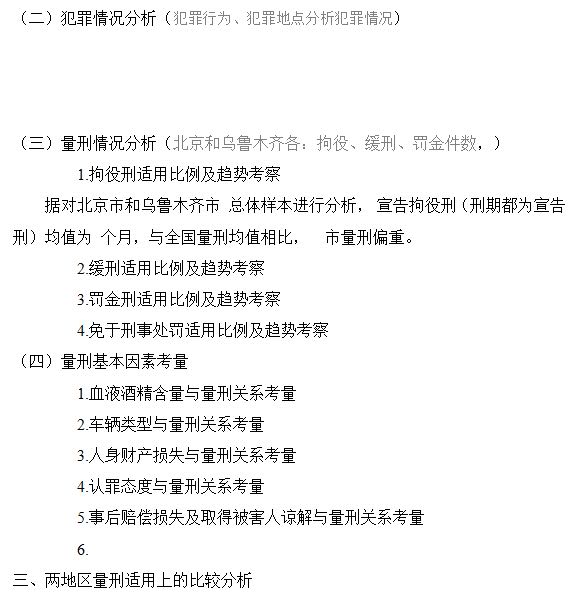 （二）犯罪情况分析（犯罪行为、犯罪地点分析犯罪情况）
（三）量刑情况分析（北京和乌鲁木齐各：拘役、缓刑、罚金件数，）
1.拘役刑适用比例及趋势考察
据对北京市和乌鲁木齐市 总体样本进行分析， 宣告拘役刑（刑期都为宣告
刑）均值为 个月，与全国量刑均值相比， 市量刑偏重。
2.缓刑适用比例及趋势考察
3.罚金刑适用比例及趋势考察
4.免于刑事处罚适用比例及趋势考察
（四）量刑基本因素考量
1.血液酒精含量与量刑关系考量
2.车辆类型与量刑关系考量
3.人身财产损失与量刑关系考量
4.认罪态度与量刑关系考量
5.事后赔偿损失及取得被害人谅解与量刑关系考量
6.
三、两地区量刑适用上的比较分析